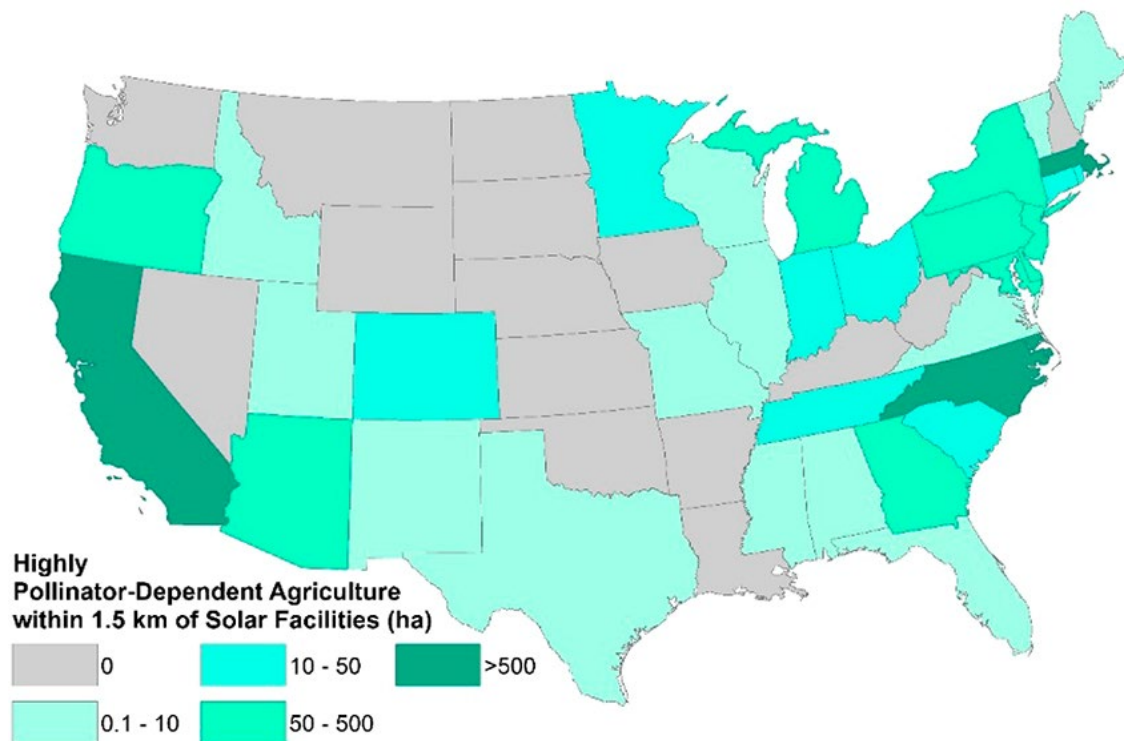 Highly
Pollinator-Dependent Agriculture
within 1.5 km of Solar Facilities (ha)
0
10 - 50
>500
0.1 - 10
50 - 500